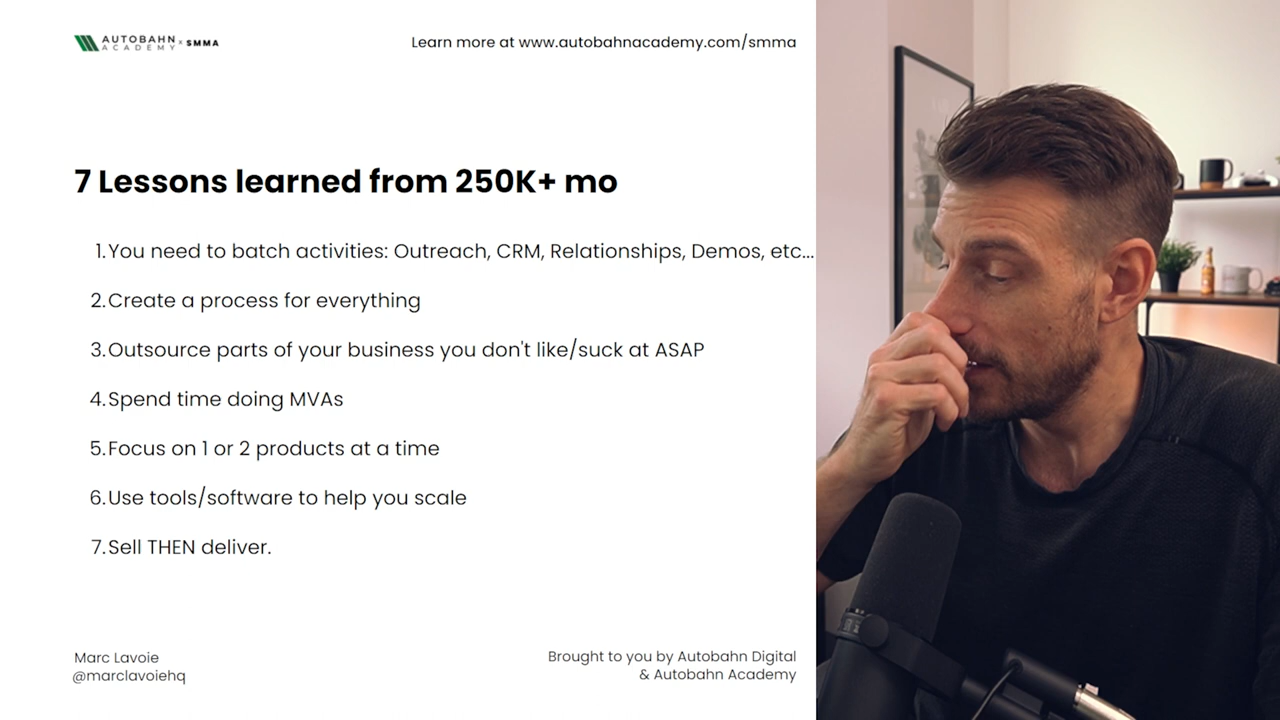 AUTOBAHN
ACADEMY × SMMA
Learn more at www.autobahnacademy.com/smma
7 Lessons learned from 250K+ mo
1. You need to batch activities: Outreach, CRM, Relationships, Demos, etc...
2. Create a process for everything
3. Outsource parts of your business you don't like/suck at ASAP
4. Spend time doing MVAs
5. Focus on 1 or 2 products at a time
6. Use tools/software to help you scale
7. Sell THEN deliver.
Marc Lavoie
@marclavoiehq
Brought to you by Autobahn Digital
& Autobahn Academy